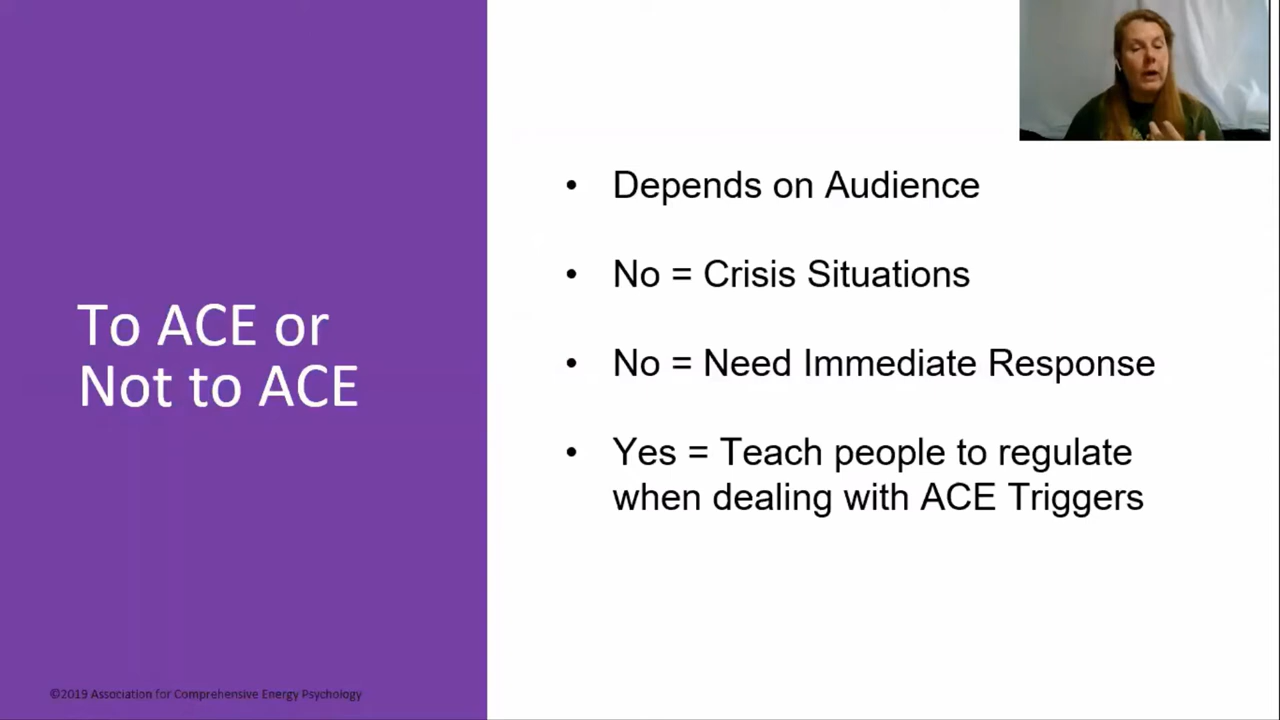 To ACE or
Not to ACE
• Depends on Audience
• No = Crisis Situations
• No = Need Immediate Response
• Yes = Teach people to regulate
when dealing with ACE Triggers
©2019 Association for Comprehensive Energy Psychology